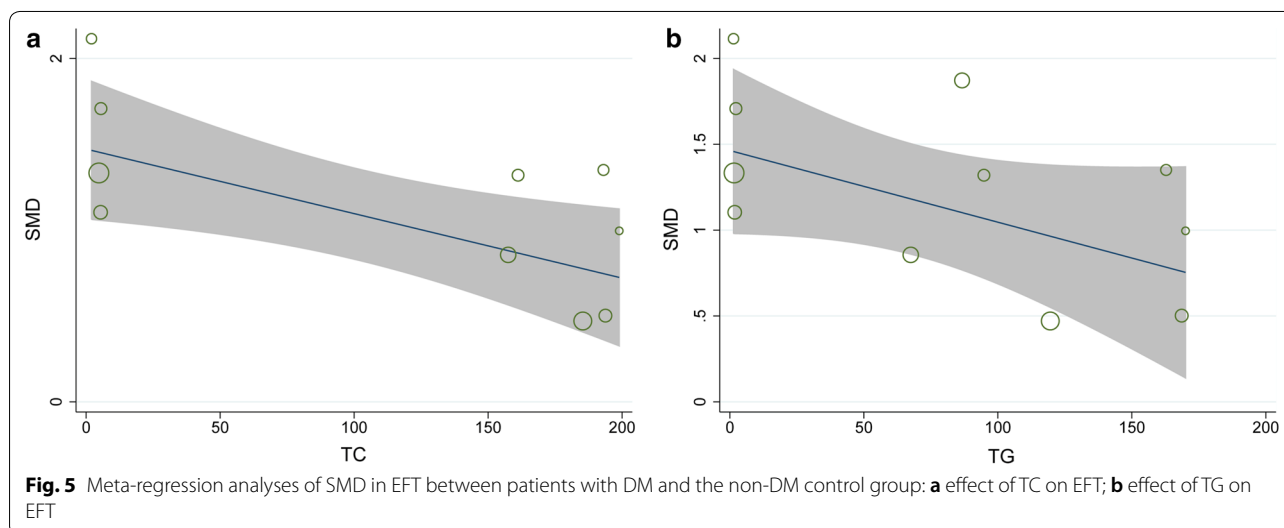 a
2
0
SMD
0 50 100 150 200
TC
b
2
1.5
1
.5
0
SMD
0 50 100 150 200
TG
Fig. 5 Meta-regression analyses of SMD in EFT between patients with DM and the non-DM control group: a effect of TC on EFT; b effect of TG on
EFT